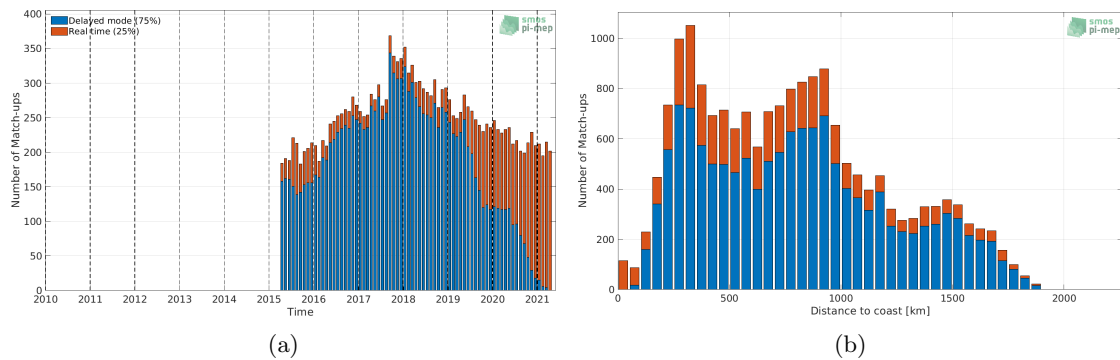 Delayed mode (75%)
Real time (25%)
smos
pi-mep
Number of Match-ups
400
350
300
250
200
150
100
50
0
2010 2011 2012 2013 2014 2015 2016 2017 2018 2019 2020 2021
Time
(a)
smos
pi-mep
Number of Match-ups
1000
800
600
400
200
0
0 500 1000 1500 2000
Distance to coast [km]
(b)